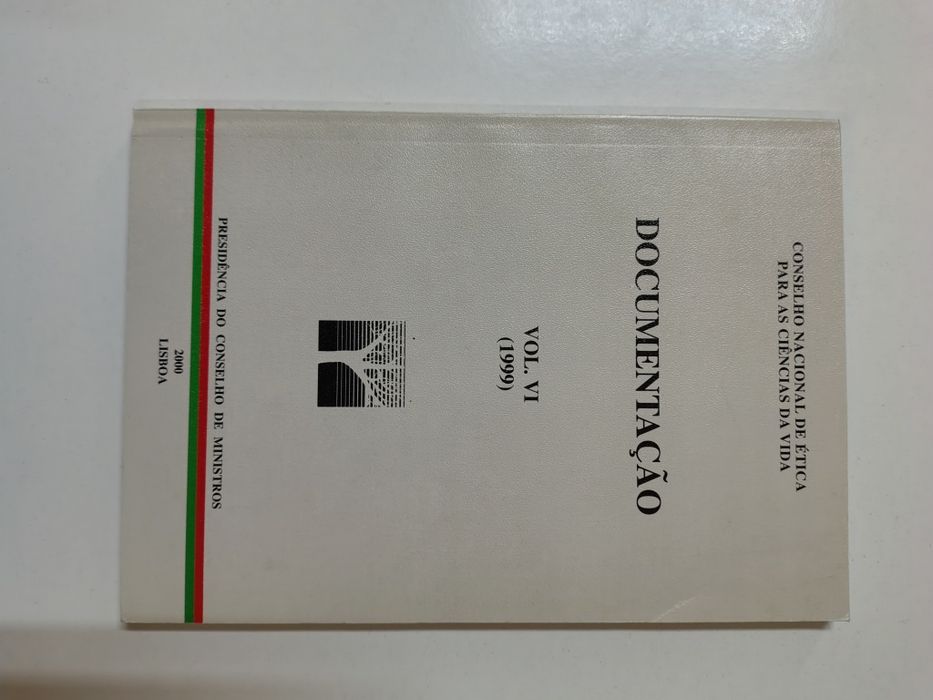 CONSELHO NACIONAL DE ÉTICA
PARA AS CIÊNCIAS DA VIDA
DOCUMENTAÇÃO
VOL. VI
(1999)
PRESIDÊNCIA DO CONSELHO DE MINISTROS
2000
LISBOA